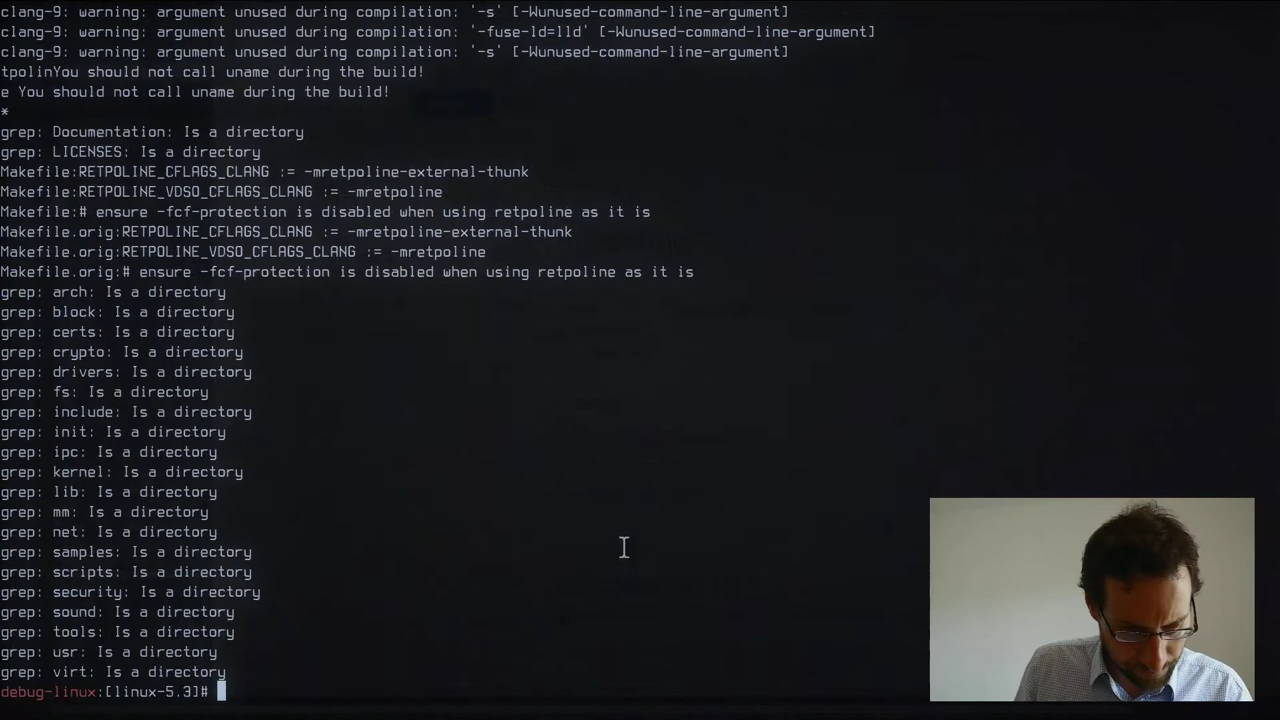 clang-9: warning: argument unused during compilation: '-s' [-Wunused-command-line-argument]
clang-9: warning: argument unused during compilation: '-fuse-ld=lld' [-Wunused-command-line-argument]
clang-9: warning: argument unused during compilation: '-s' [-Wunused-command-line-argument]
tpolinYou should not call uname during the build!
e You should not call uname during the build!
*
grep: Documentation: Is a directory
grep: LICENSES: Is a directory
Makefile:RETPOLINE_CFLAGS_CLANG := -mretpoline-external-thunk
Makefile:RETPOLINE_VDSO_CFLAGS_CLANG := -mretpoline
Makefile:# ensure -fcf-protection is disabled when using retpoline as it is
Makefile.orig:RETPOLINE_CFLAGS_CLANG := -mretpoline-external-thunk
Makefile.orig:RETPOLINE_VDSO_CFLAGS_CLANG := -mretpoline
Makefile.orig:# ensure -fcf-protection is disabled when using retpoline as it is
grep: arch: Is a directory
grep: block: Is a directory
grep: certs: Is a directory
grep: crypto: Is a directory
grep: drivers: Is a directory
grep: fs: Is a directory
grep: include: Is a directory
grep: init: Is a directory
grep: ipc: Is a directory
grep: kernel: Is a directory
grep: lib: Is a directory
grep: mm: Is a directory
grep: net: Is a directory
grep: samples: Is a directory
grep: scripts: Is a directory
grep: security: Is a directory
grep: sound: Is a directory
grep: tools: Is a directory
grep: usr: Is a directory
grep: virt: Is a directory
debug-linux:[linux-5.3]#